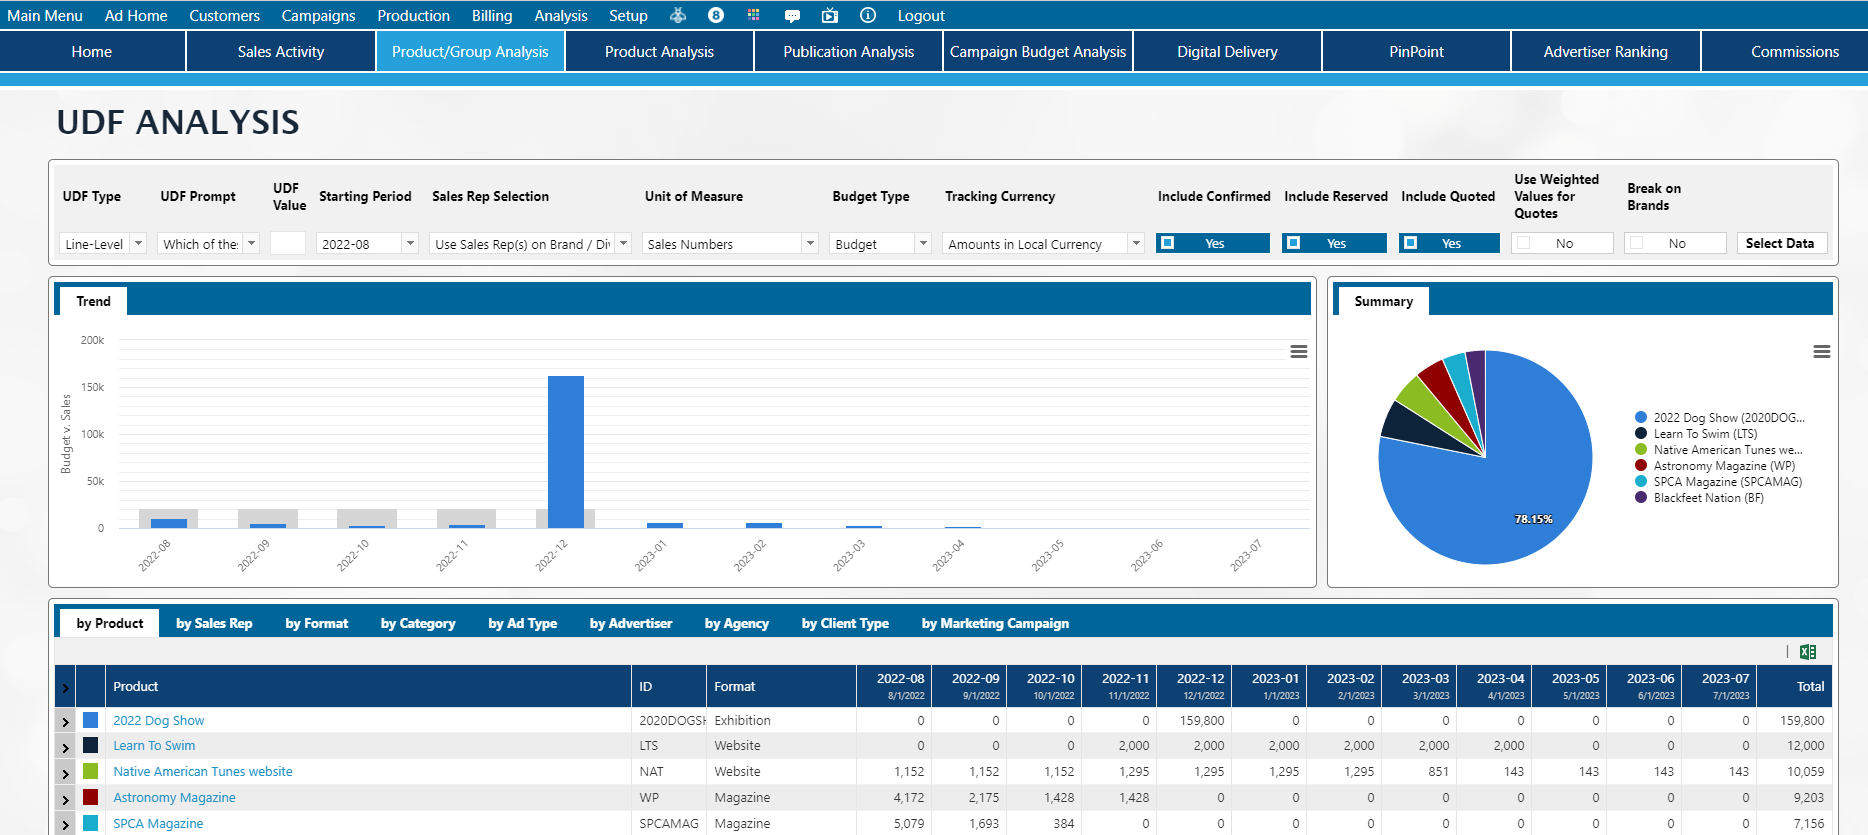 Main Menu Ad Home Customers Campaigns Production Billing Analysis Setup 8 Logout
Home Sales Activity Product/Group Analysis Product Analysis Publication Analysis Campaign Budget Analysis Digital Delivery PinPoint Advertiser Ranking Commissions
UDF ANALYSIS
UDF Type UDF Prompt UDF Value Starting Period Sales Rep Selection Unit of Measure Budget Type Tracking Currency Include Confirmed Include Reserved Include Quoted Use Weighted Values for Quotes Break on Brands
Line-Level Which of the: 2022-08 Use Sales Rep(s) on Brand / Di Sales Numbers Budget Amounts in Local Currency Yes Yes Yes No No Select Data
Trend
200k
150k
100k
50k
0
Budget v. Sales
2022-08 2022-09 2022-10 2022-11 2022-12 2023-01 2023-02 2023-03 2023-04 2023-05 2023-06 2023-07
Summary
78.15%
2022 Dog Show (2020DOG...
Learn To Swim (LTS)
Native American Tunes we...
Astronomy Magazine (WP)
SPCA Magazine (SPCAMAG)
Blackfeet Nation (BF)
by Product by Sales Rep by Format by Category by Ad Type by Advertiser by Agency by Client Type by Marketing Campaign
Product ID Format 2022-08 2022-09 2022-10 2022-11 2022-12 2023-01 2023-02 2023-03 2023-04 2023-05 2023-06 2023-07 Total
8/1/2022 9/1/2022 10/1/2022 11/1/2022 12/1/2022 1/1/2023 2/1/2023 3/1/2023 4/1/2023 5/1/2023 6/1/2023 7/1/2023
2022 Dog Show 2020DOGSH Exhibition 0 0 0 0 159,800 0 0 0 0 0 0 0 159,800
Learn To Swim LTS Website 0 0 0 2,000 2,000 2,000 2,000 2,000 2,000 0 0 0 12,000
Native American Tunes website NAT Website 1,152 1,152 1,152 1,295 1,295 1,295 1,295 851 143 143 143 143 10,059
Astronomy Magazine WP Magazine 4,172 2,175 1,428 1,428 0 0 0 0 0 0 0 0 9,203
SPCA Magazine SPCAMAG Magazine 5,079 1,693 384 0 0 0 0 0 0 0 0 0 7,156